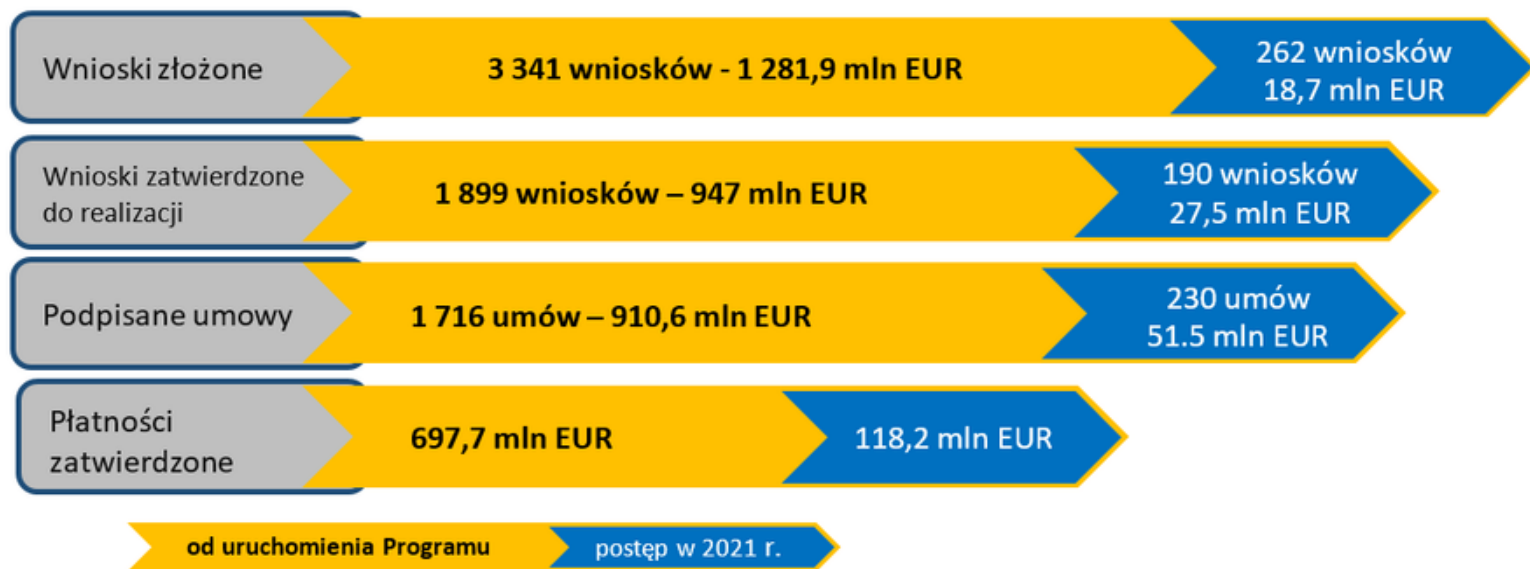 Wnioski złożone
3 341 wniosków - 1 281,9 mln EUR
262 wniosków
18,7 mln EUR
Wnioski zatwierdzone
do realizacji
1 899 wniosków – 947 mln EUR
190 wniosków
27,5 mln EUR
Podpisane umowy
1 716 umów – 910,6 mln EUR
230 umów
51.5 mln EUR
Płatności
zatwierdzone
697,7 mln EUR
118,2 mln EUR
od uruchomienia Programu
postęp w 2021 r.